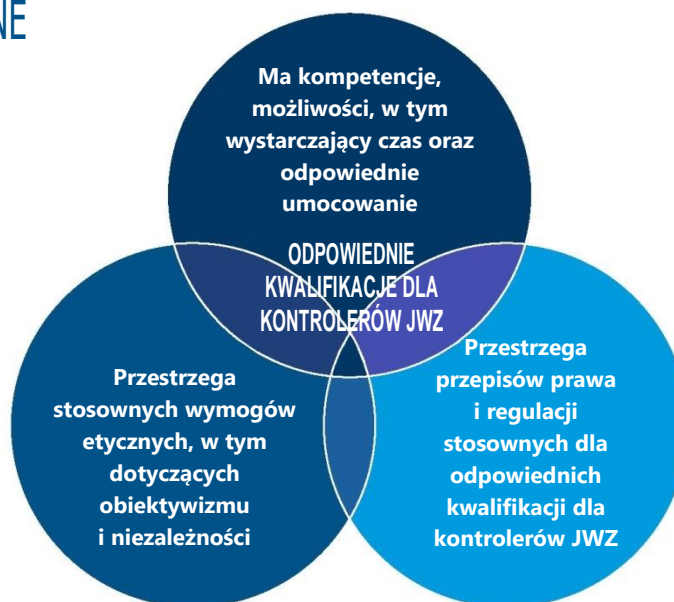 NE
Ma kompetencje,
możliwości, w tym
wystarczający czas oraz
odpowiednie
umocowanie
ODPOWIEDNIE
KWALIFIKACJE DLA
KONTROLERÓW JWZ
Przestrzega
stosownych wymogów
etycznych, w tym
dotyczących
obiektywizmu
i niezależności
Przestrzega
przepisów prawa
i regulacji
stosownych dla
odpowiednich
kwalifikacji dla
kontrolerów JWZ